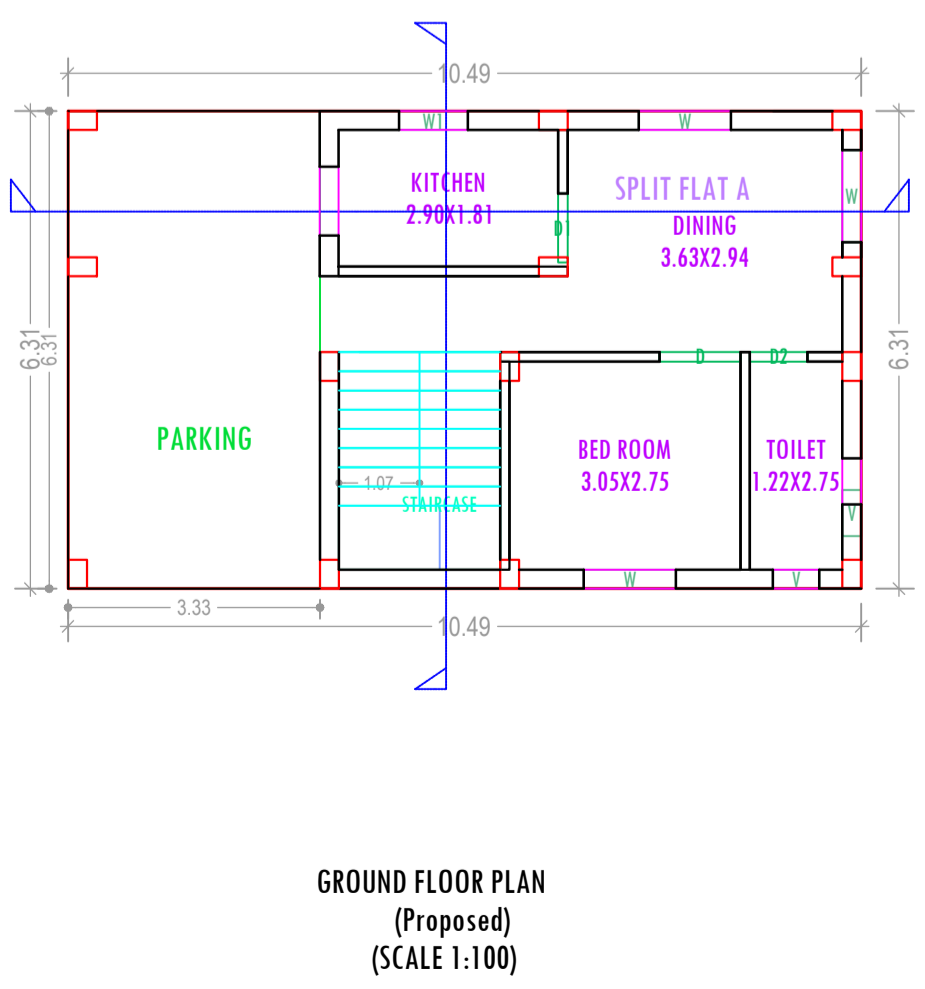 10.49
W1
W
KITCHEN
2.90X1.81
SPLIT FLAT A
W
D1
DINING
3.63X2.94
6.31
6.31
6.31
D
D2
PARKING
BED ROOM
3.05X2.75
TOILET
1.22X2.75
1.07
STAIRCASE
V
W
V
3.33
10.49
GROUND FLOOR PLAN
(Proposed)
(SCALE 1:100)